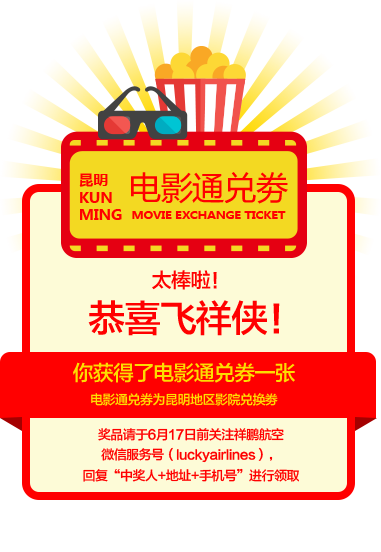 昆明
KUN
MING
电影通兑券
MOVIE EXCHANGE TICKET
太棒啦！
恭喜飞祥侠！
你获得了电影通兑券一张
电影通兑券为昆明地区影院兑换券
奖品请于6月17日前关注祥鹏航空
微信服务号（luckyairlines），
回复“中奖人+地址+手机号”进行领取